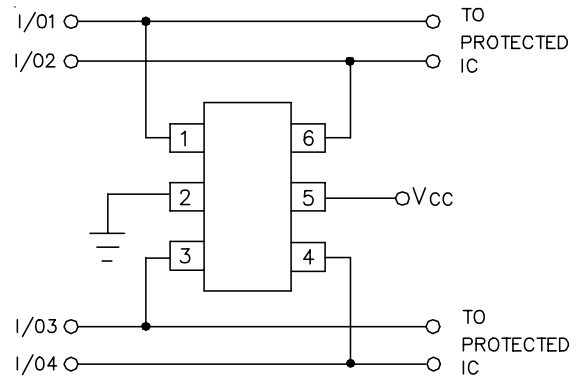 I/01
TO
PROTECTED
IC
I/02
1
6
2
5
VCC
3
4
I/03
TO
PROTECTED
IC
I/04